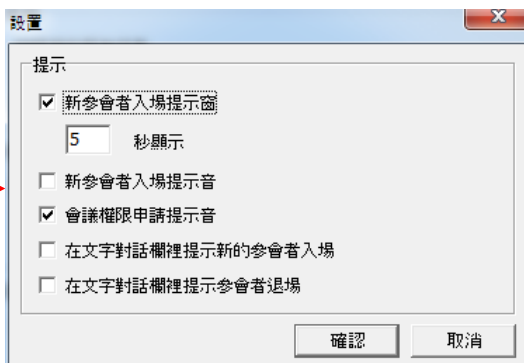 設置
提示
新參會者入場提示窗
5 秒顯示
新參會者入場提示音
會議權限申請提示音
在文字對話欄裡提示新的參會者入場
在文字對話欄裡提示參會者退場
確認 取消